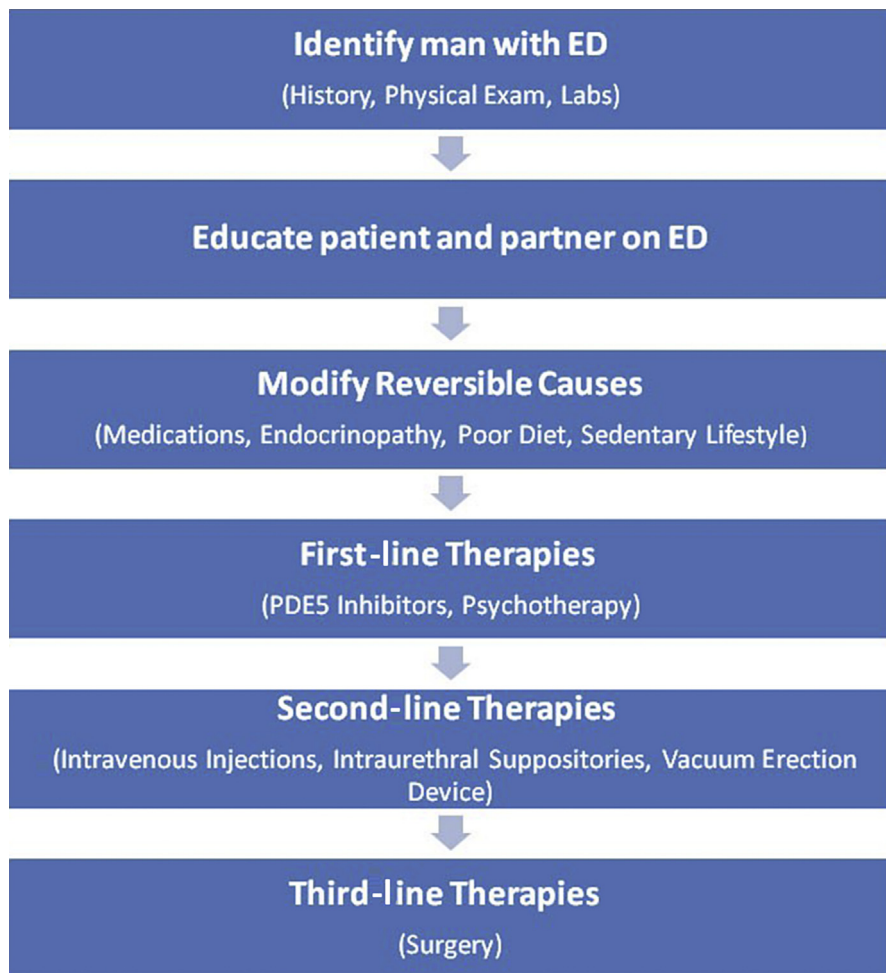 Identify man with ED
(History, Physical Exam, Labs)
Educate patient and partner on ED
Modify Reversible Causes
(Medications, Endocrinopathy, Poor Diet, Sedentary Lifestyle)
First-line Therapies
(PDE5 Inhibitors, Psychotherapy)
Second-line Therapies
(Intravenous Injections, Intraurethral Suppositories, Vacuum Erection
Device)
Third-line Therapies
(Surgery)